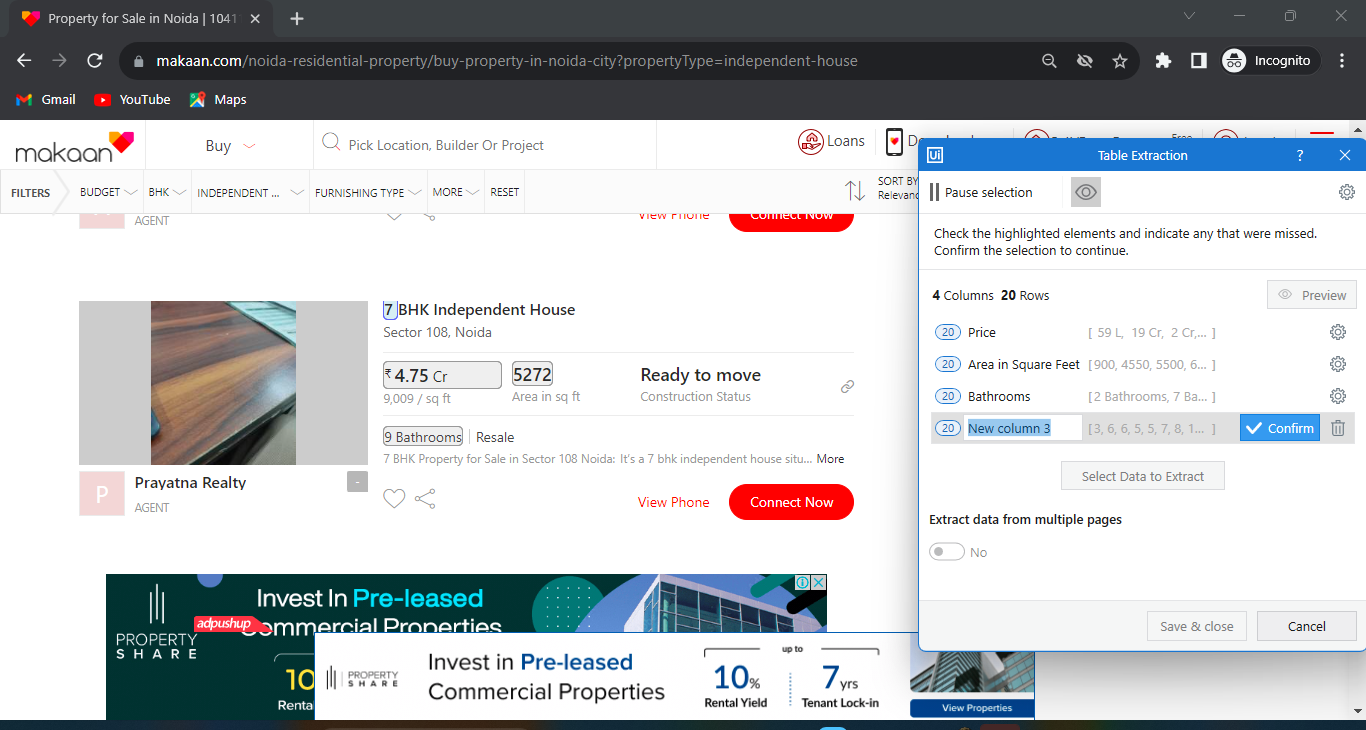 Property for Sale in Noida | 1041
makaan.com/noida-residential-property/buy-property-in-noida-city?propertyType=independent-house
Incognito
Gmail
YouTube
Maps
makaan
Buy
Pick Location, Builder Or Project
Loans
FILTERS
BUDGET
BHK
INDEPENDENT ...
FURNISHING TYPE
MORE
RESET
SORT BY
Relevanc
AGENT
View Phone
Connect Now
7 BHK Independent House
Sector 108, Noida
₹ 4.75 Cr
9,009 / sq ft
5272
Area in sq ft
Ready to move
Construction Status
9 Bathrooms
Resale
7 BHK Property for Sale in Sector 108 Noida: It's a 7 bhk independent house situ... More
P
Prayatna Realty
-
AGENT
View Phone
Connect Now
PROPERTY
SHARE
adpushup
Invest In Pre-leased
Commercial Properties
10
Renta
PROPERTY
SHARE
Invest in Pre-leased
Commercial Properties
up to
10%
Rental Yield
7 yrs
Tenant Lock-in
View Properties
Ui
Table Extraction
?
Pause selection
Check the highlighted elements and indicate any that were missed.
Confirm the selection to continue.
4 Columns 20 Rows
Preview
20 Price [ 59 L, 19 Cr, 2 Cr,... ]
20 Area in Square Feet [900, 4550, 5500, 6... ]
20 Bathrooms [2 Bathrooms, 7 Ba... ]
20 New column 3 [3, 6, 6, 5, 5, 7, 8, 1... ]
Confirm
Select Data to Extract
Extract data from multiple pages
No
Save & close
Cancel